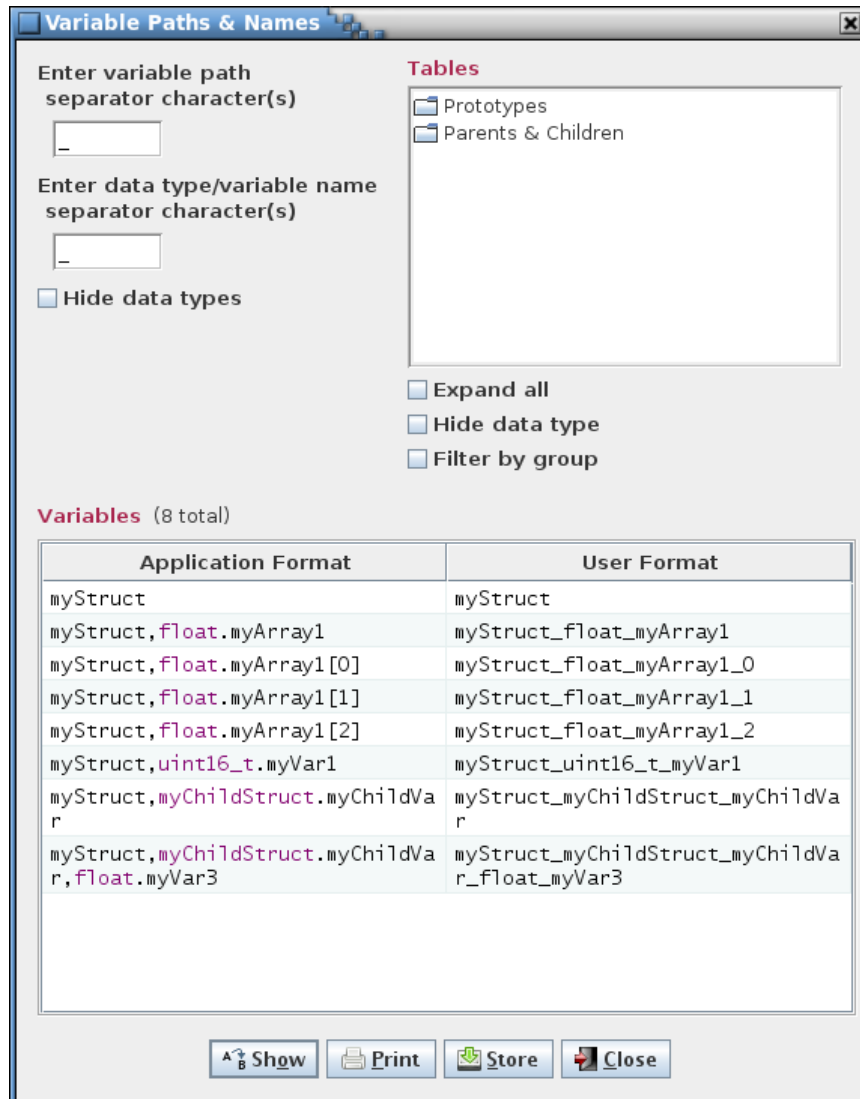 Variable Paths & Names
Enter variable path
separator character(s)
_
Enter data type/variable name
separator character(s)
_
Hide data types
Tables
Prototypes
Parents & Children
Expand all
Hide data type
Filter by group
Variables (8 total)
Application Format User Format
myStruct myStruct
myStruct,float.myArray1 myStruct_float_myArray1
myStruct,float.myArray1[0] myStruct_float_myArray1_0
myStruct,float.myArray1[1] myStruct_float_myArray1_1
myStruct,float.myArray1[2] myStruct_float_myArray1_2
myStruct,uint16_t.myVar1 myStruct_uint16_t_myVar1
myStruct,myChildStruct.myChildVa myStruct_myChildStruct_myChildVa
r r
myStruct,myChildStruct.myChildVa myStruct_myChildStruct_myChildVa
r,float.myVar3 r_float_myVar3
A B Show Print Store Close